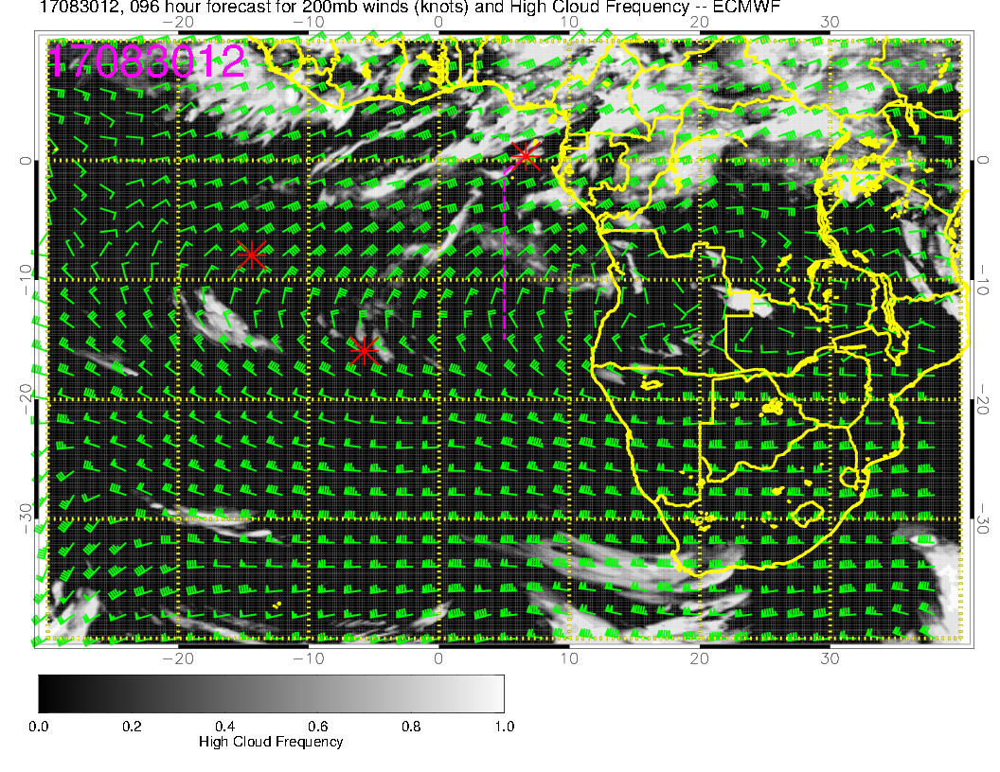 17083012, 096 hour forecast for 200mb winds (knots) and High Cloud Frequency -- ECMWF
-20 -10 0 10 20 30
17083012
0 0
-10 -10
-20 -20
-30 -30
-20 -10 0 10 20 30
0.0 0.2 0.4 0.6 0.8 1.0
High Cloud Frequency